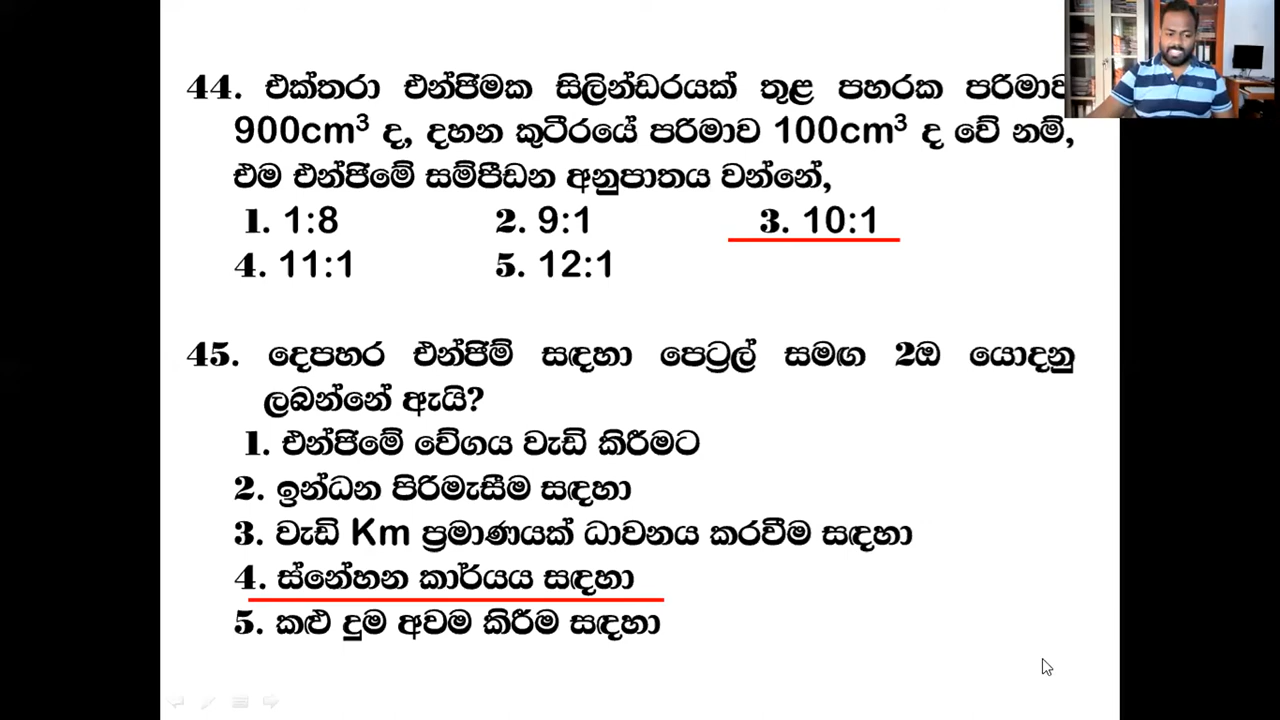 44. එක්තරා එන්ජිමක සිලින්ඩරයක් තුළ පහරක පරිමාව
900cm³ ද, දහන කුටීරයේ පරිමාව 100cm³ ද වේ නම්,
එම එන්ජිමේ සම්පීඩන අනුපාතය වන්නේ,
1. 1:8 2. 9:1 3. 10:1
4. 11:1 5. 12:1
45. දෙපහර එන්ජිම් සඳහා පෙට්‍රල් සමඟ 2ඔ යොදනු
ලබන්නේ ඇයි?
1. එන්ජිමේ වේගය වැඩි කිරීමට
2. ඉන්ධන පිරිමැසීම සඳහා
3. වැඩි Km ප්‍රමාණයක් ධාවනය කරවීම සඳහා
4. ස්නේහන කාර්යය සඳහා
5. කළු දුම අවම කිරීම සඳහා